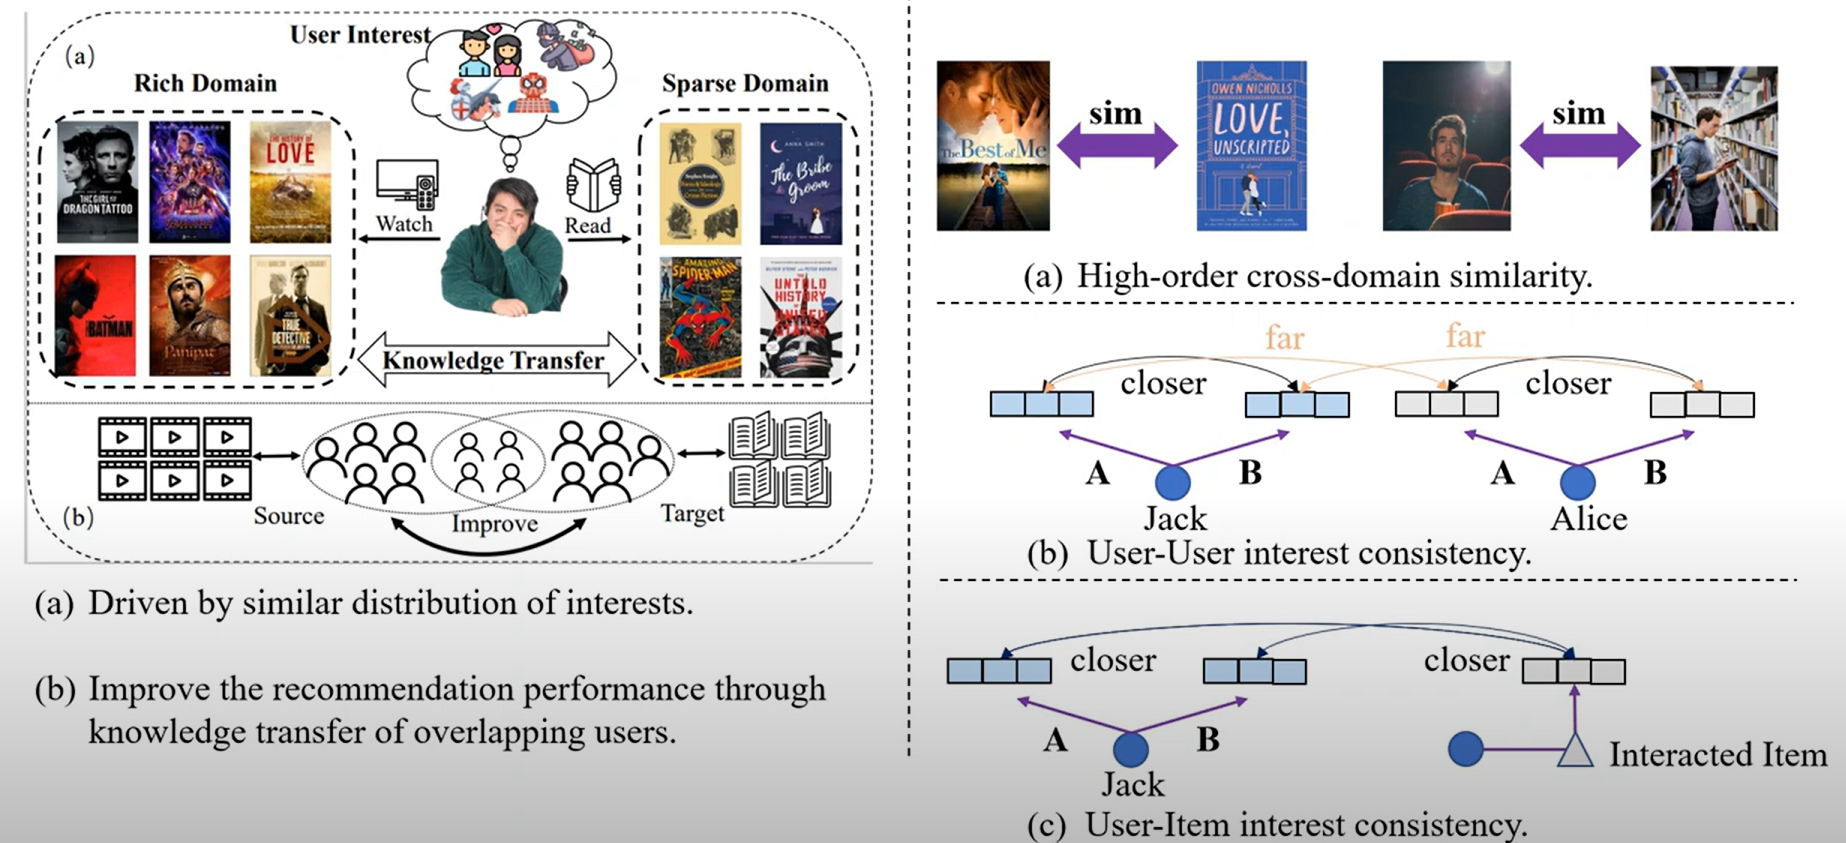 (a)
User Interest
Rich Domain
Sparse Domain
THE GIRL WITH THE
DRAGON TATTOO
THE HISTORY OF
LOVE
BATMAN
Panipat
TRUE
DETECTIVE
Watch
Read
ANNA SMITH
The Bribe
Groom
AMAZING
SPIDER-MAN
THE
UNTOLD
HISTORY
OF
UNITED
STATES
Knowledge Transfer
(b)
Source
Improve
Target
(a) Driven by similar distribution of interests.
(b) Improve the recommendation performance through
knowledge transfer of overlapping users.
The Best of Me
sim
OWEN NICHOLLS
LOVE,
UNSCRIPTED
sim
(a) High-order cross-domain similarity.
far
far
closer
closer
A
B
A
B
Jack
Alice
(b) User-User interest consistency.
closer
closer
A
B
Jack
Interacted Item
(c) User-Item interest consistency.